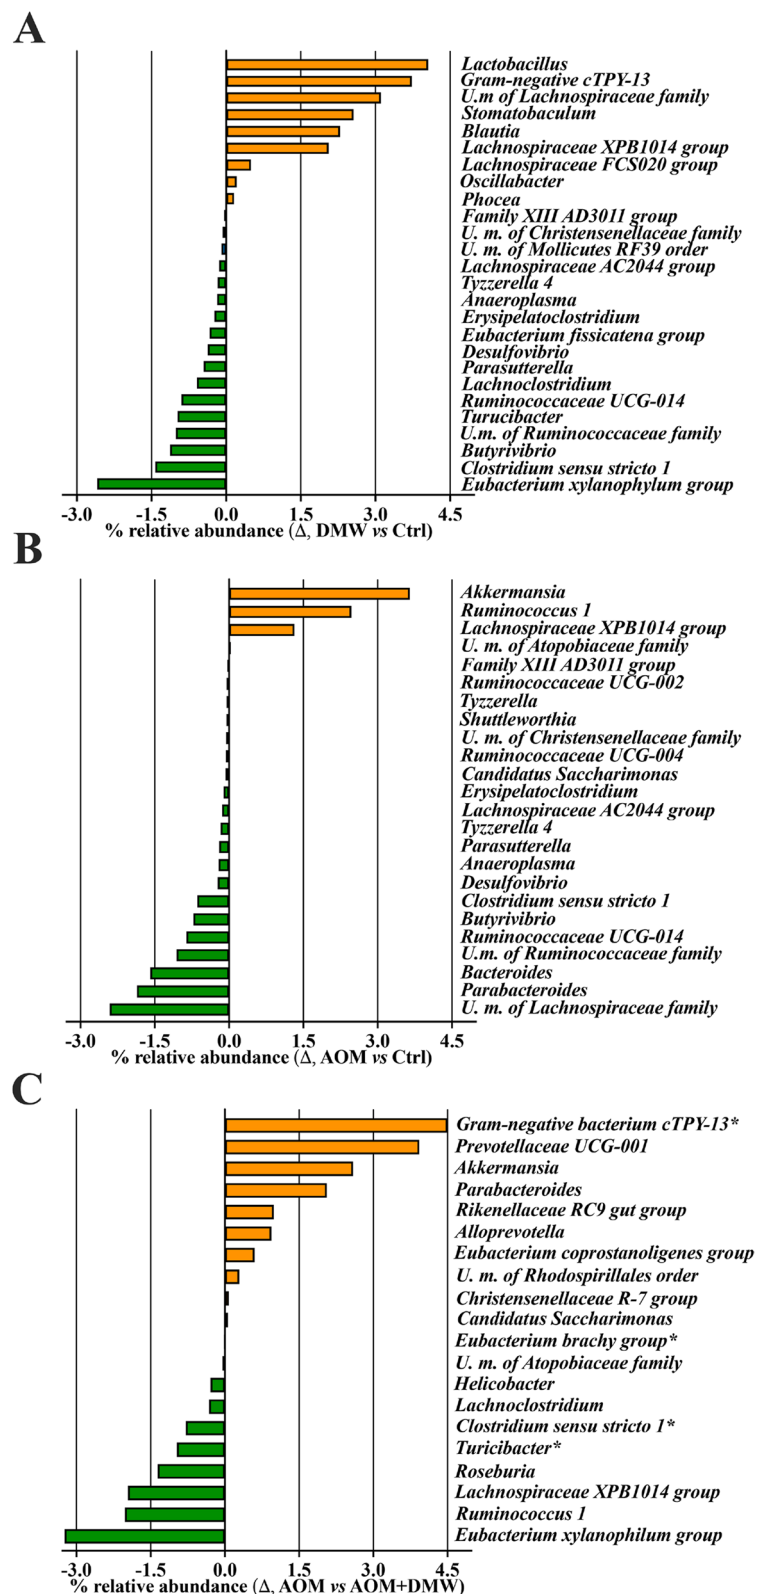 A
Lactobacillus
Gram-negative cTPY-13
U.m of Lachnospiraceae family
Stomatobaculum
Blautia
Lachnospiraceae XPB1014 group
Lachnospiraceae FCS020 group
Oscillabacter
Phocea
Family XIII AD3011 group
U. m. of Christensenellaceae family
U. m. of Mollicutes RF39 order
Lachnospiraceae AC2044 group
Tyzzerella 4
Anaeroplasma
Erysipelatoclostridium
Eubacterium fissicatena group
Desulfovibrio
Parasutterella
Lachnoclostridium
Ruminococcaceae UCG-014
Turucibacter
U.m. of Ruminococcaceae family
Butyrivibrio
Clostridium sensu stricto 1
Eubacterium xylanophylum group
-3.0 -1.5 0.0 1.5 3.0 4.5
% relative abundance (Δ, DMW vs Ctrl)
B
Akkermansia
Ruminococcus 1
Lachnospiraceae XPB1014 group
U. m. of Atopobiaceae family
Family XIII AD3011 group
Ruminococcaceae UCG-002
Tyzzerella
Shuttleworthia
U. m. of Christensenellaceae family
Ruminococcaceae UCG-004
Candidatus Saccharimonas
Erysipelatoclostridium
Lachnospiraceae AC2044 group
Tyzzerella 4
Parasutterella
Anaeroplasma
Desulfovibrio
Clostridium sensu stricto 1
Butyrivibrio
Ruminococcaceae UCG-014
U.m. of Ruminococcaceae family
Bacteroides
Parabacteroides
U. m. of Lachnospiraceae family
-3.0 -1.5 0.0 1.5 3.0 4.5
% relative abundance (Δ, AOM vs Ctrl)
C
Gram-negative bacterium cTPY-13*
Prevotellaceae UCG-001
Akkermansia
Parabacteroides
Rikenellaceae RC9 gut group
Alloprevotella
Eubacterium coprostanoligenes group
U. m. of Rhodospirillales order
Christensenellaceae R-7 group
Candidatus Saccharimonas
Eubacterium brachy group*
U. m. of Atopobiaceae family
Helicobacter
Lachnoclostridium
Clostridium sensu stricto 1*
Turicibacter*
Roseburia
Lachnospiraceae XPB1014 group
Ruminococcus 1
Eubacterium xylanophilum group
-3.0 -1.5 0.0 1.5 3.0 4.5
% relative abundance (Δ, AOM vs AOM+DMW)